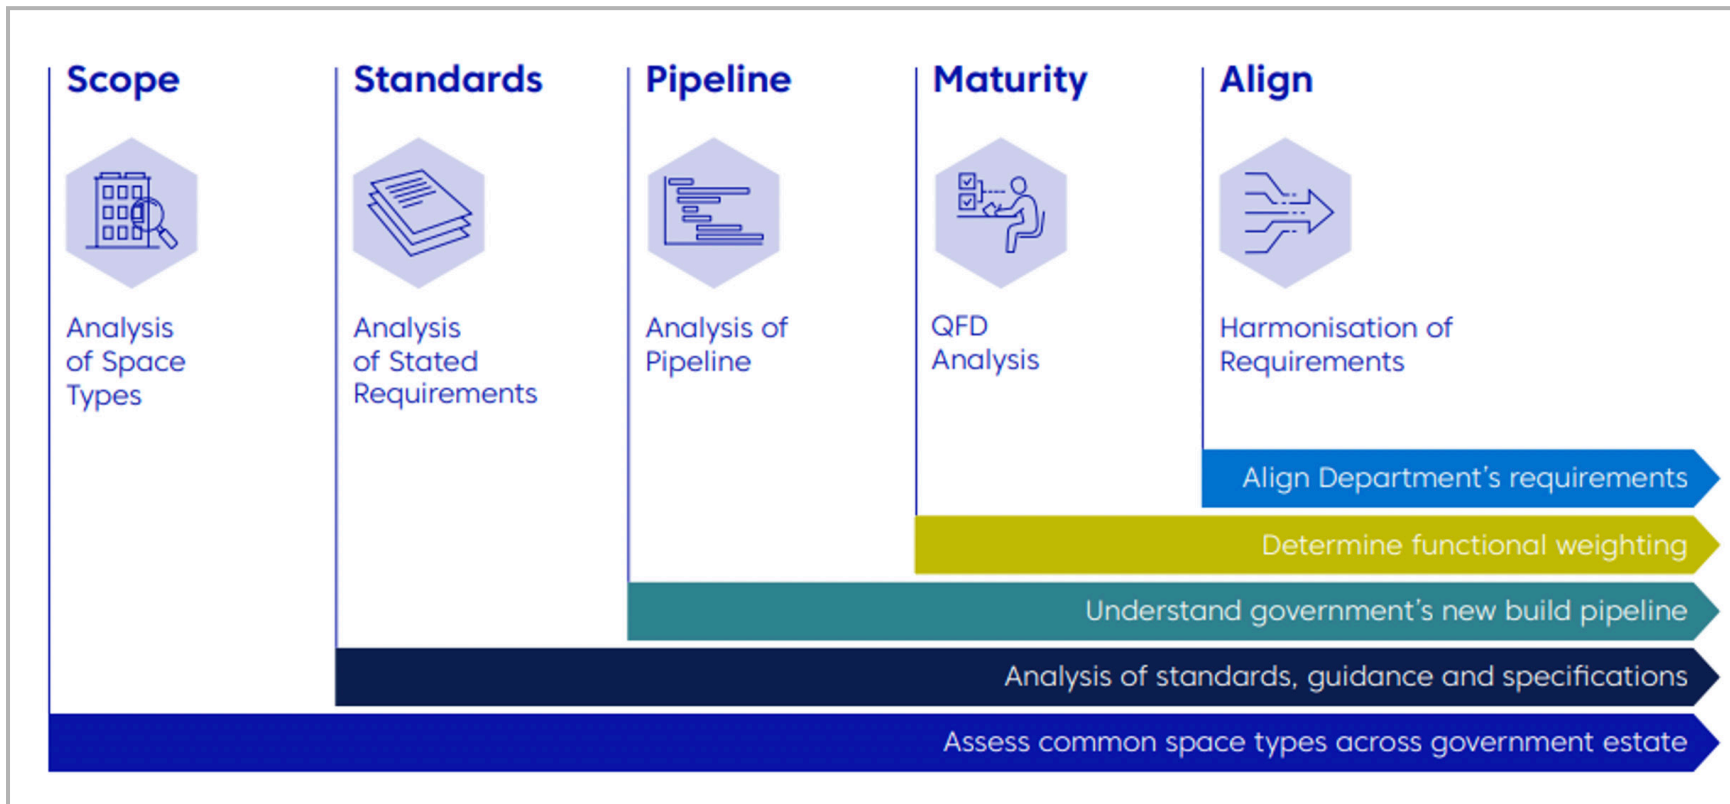 Scope
Analysis
of Space
Types
Standards
Analysis
of Stated
Requirements
Pipeline
Analysis of
Pipeline
Maturity
QFD
Analysis
Align
Harmonisation of
Requirements
Align Department's requirements
Determine functional weighting
Understand government's new build pipeline
Analysis of standards, guidance and specifications
Assess common space types across government estate